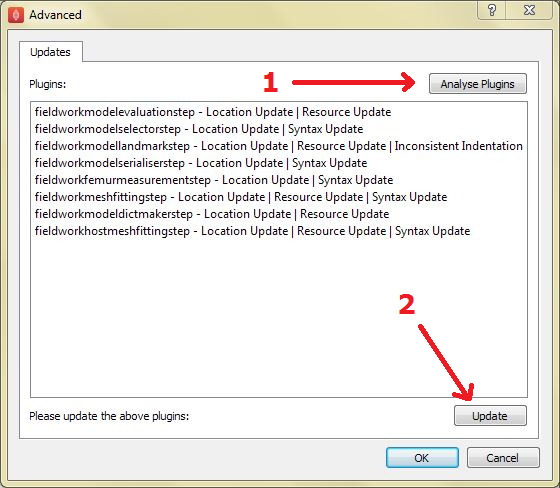 Advanced
?
Updates
Plugins:
1
Analyse Plugins
fieldworkmodelevaluationstep - Location Update | Resource Update
fieldworkmodelselectorstep - Location Update | Syntax Update
fieldworkmodellandmarkstep - Location Update | Resource Update | Inconsistent Indentation
fieldworkmodelserialiserstep - Location Update | Syntax Update
fieldworkfemurmeasurementstep - Location Update | Syntax Update
fieldworkmeshfittingstep - Location Update | Resource Update | Syntax Update
fieldworkmodeldictmakerstep - Location Update | Resource Update
fieldworkhostmeshfittingstep - Location Update | Resource Update | Syntax Update
2
Please update the above plugins:
Update
OK
Cancel